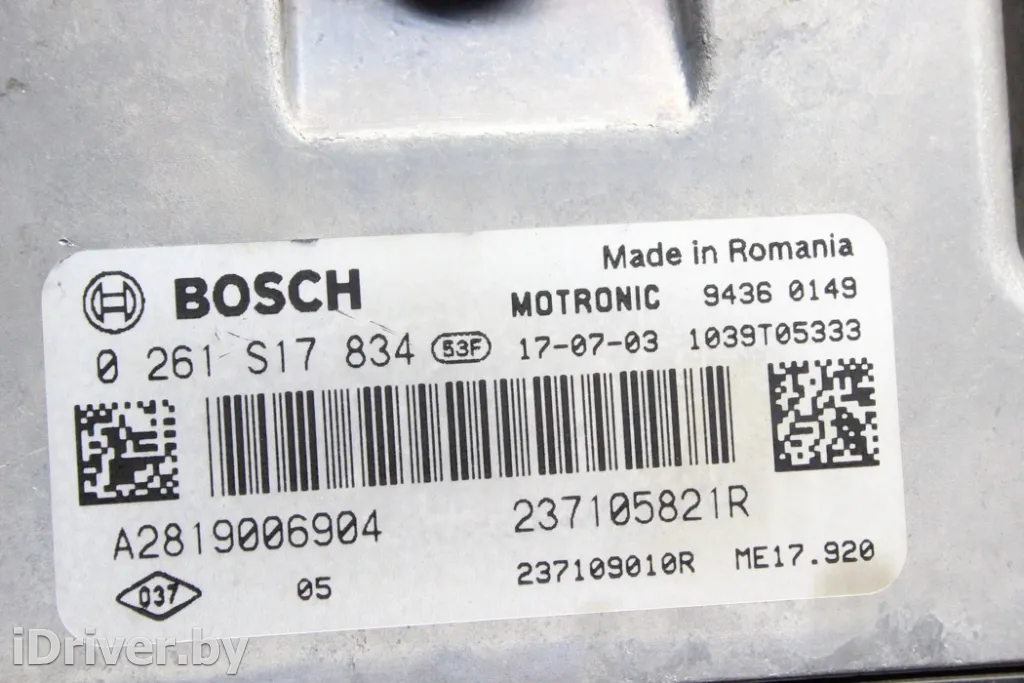 Made in Romania
BOSCH
MOTRONIC 9436 0149
0 261 S17 834 53F 17-07-03 1039T05333
A2819006904 237105821R
037 05 237109010R ME17.920
iDriver.by